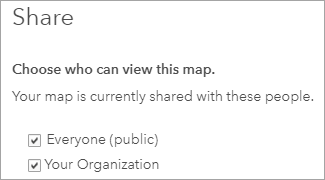 Share
Choose who can view this map.
Your map is currently shared with these people.
Everyone (public)
Your Organization